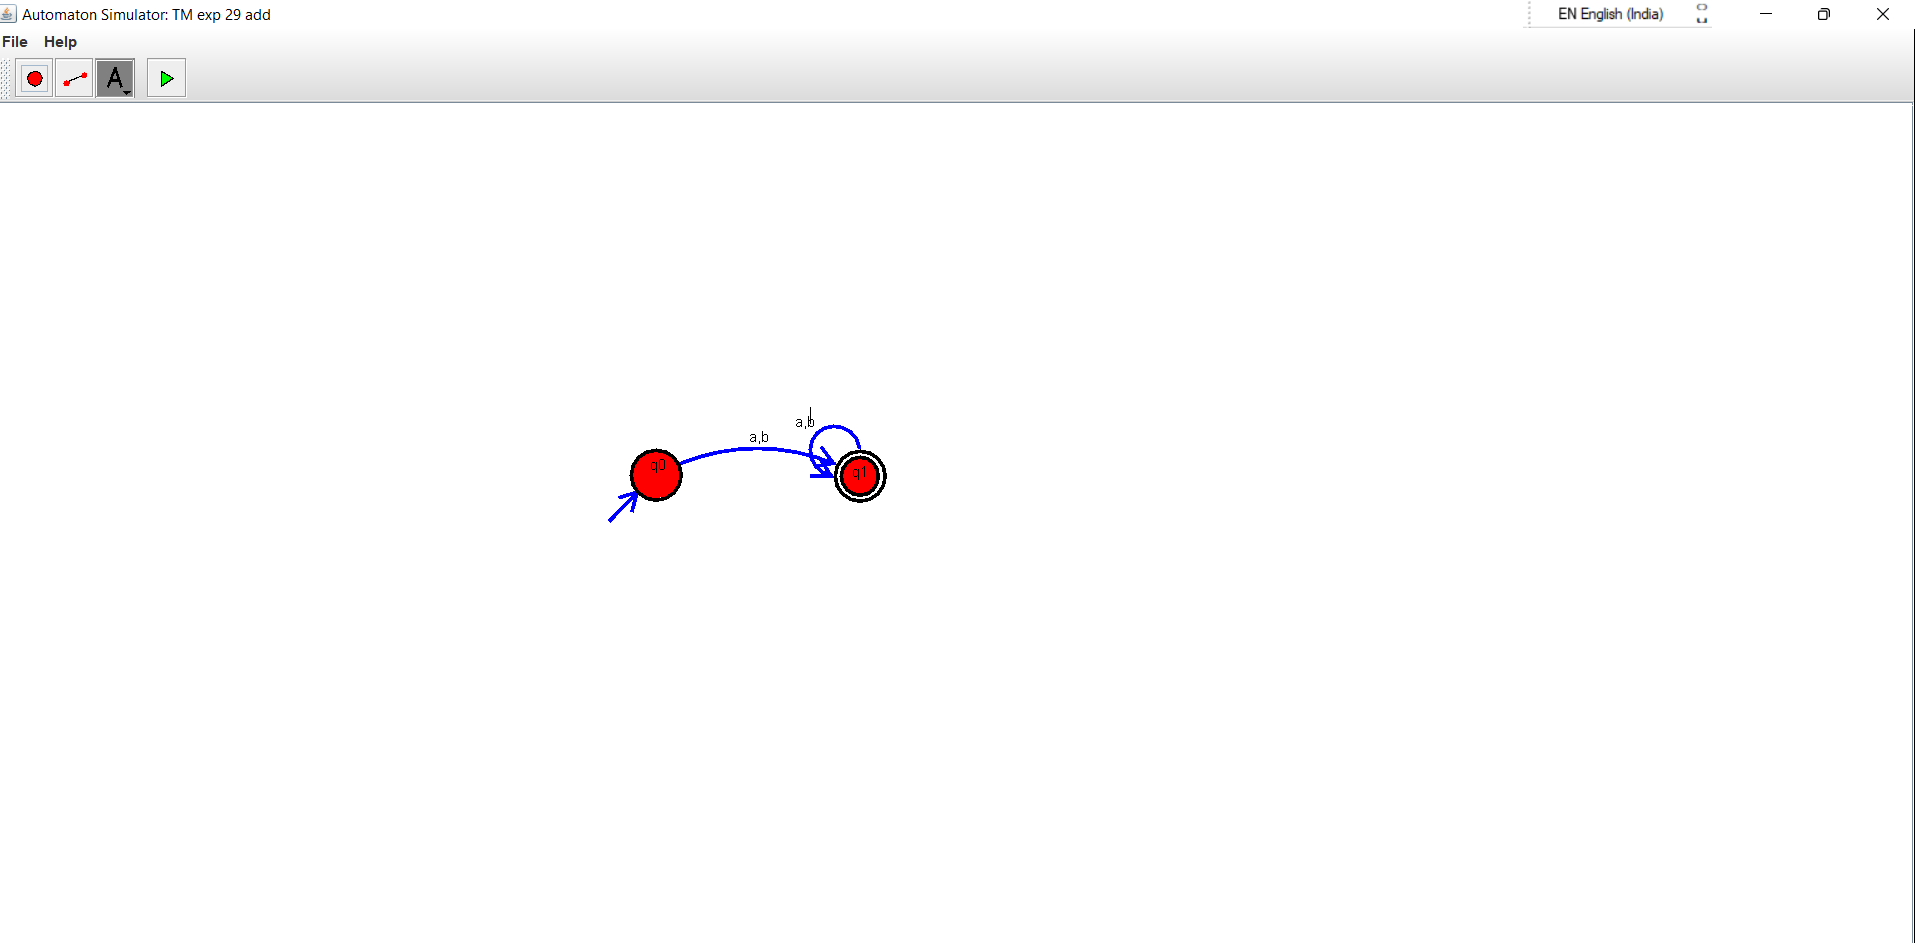 Automaton Simulator: TM exp 29 add
EN English (India)
File Help
A
a,b
a,b
q0
q1